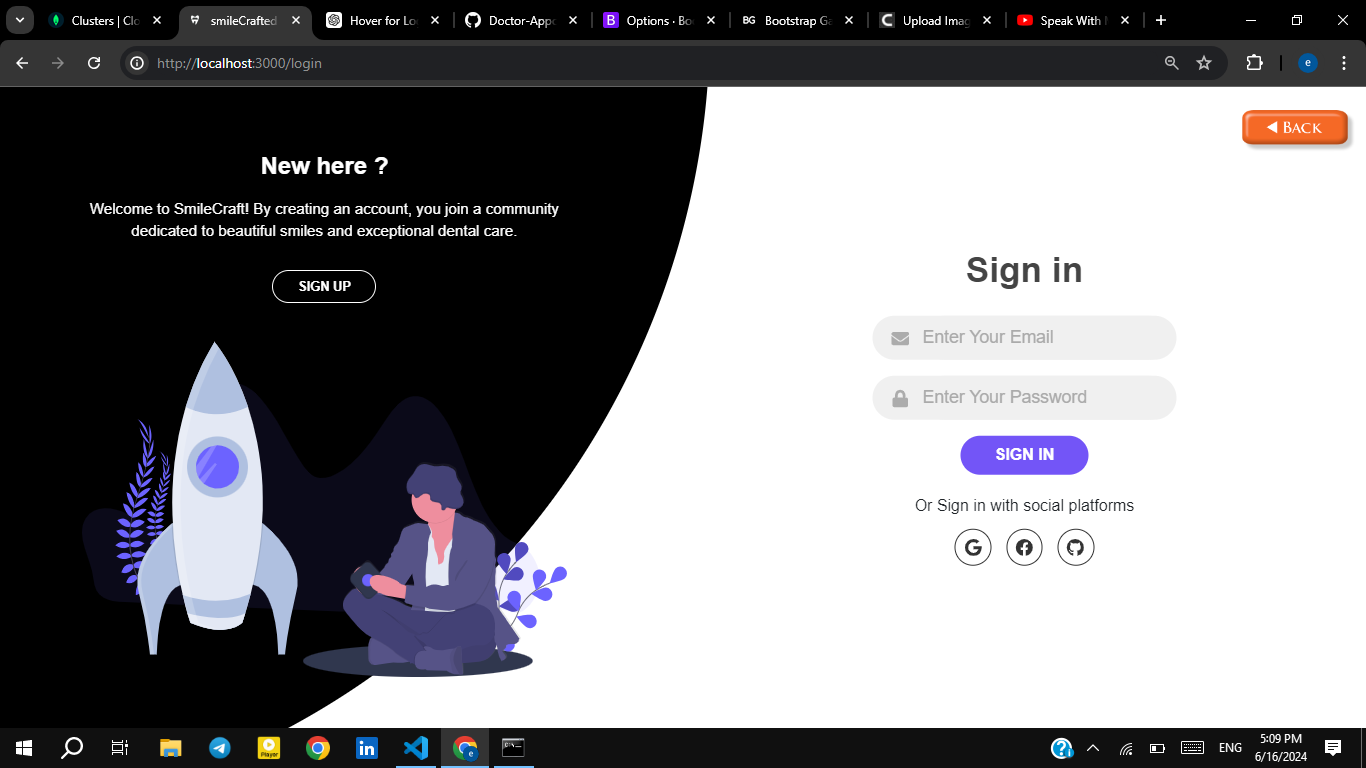 Clusters | Clo
smileCrafted
Hover for Lo
Doctor-Appo
Options · Boo
BG
Bootstrap Ga
Upload Imag
Speak With
http://localhost:3000/login
e
BACK
New here ?
Welcome to SmileCraft! By creating an account, you join a community
dedicated to beautiful smiles and exceptional dental care.
SIGN UP
Sign in
Enter Your Email
Enter Your Password
SIGN IN
Or Sign in with social platforms
Player
ENG
5:09 PM
6/16/2024